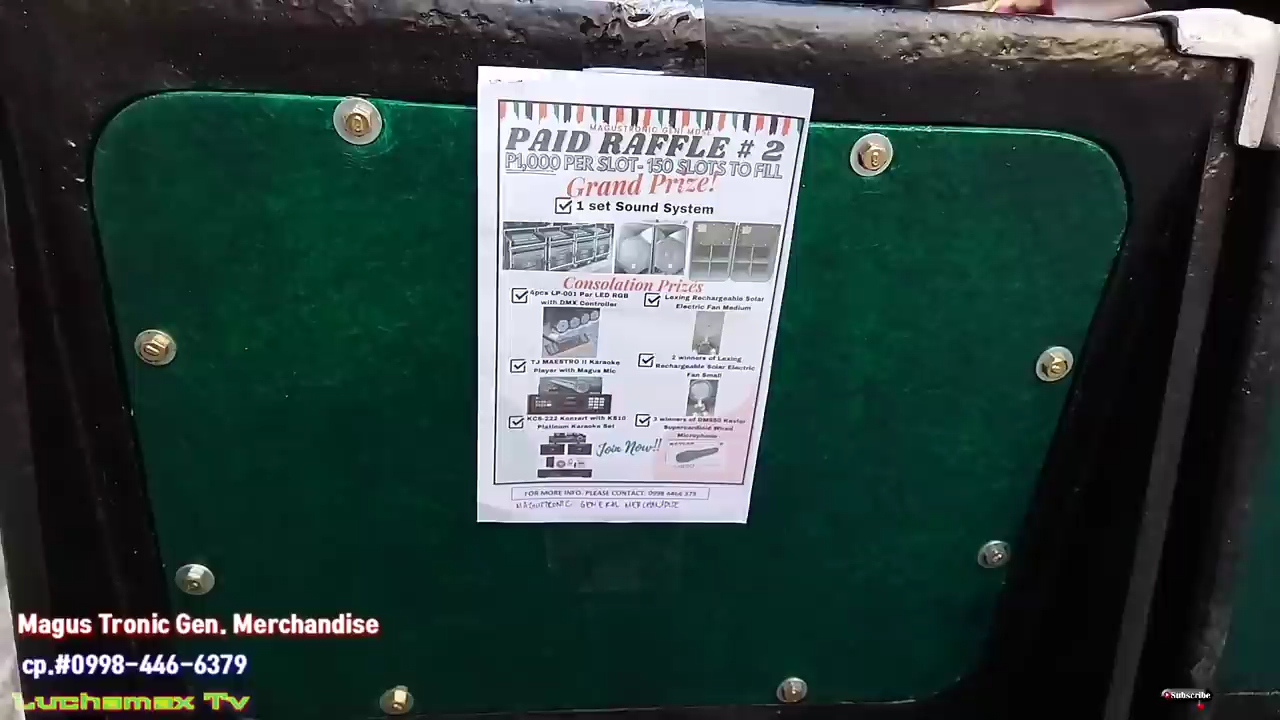 MAGUSTRONIC GEN. MDSE.
PAID RAFFLE # 2
P1,000 PER SLOT- 150 SLOTS TO FILL
Grand Prize!
1 set Sound System
Consolation Prizes
4pcs LP-001 Par LED RGB
with DMX Controller
Lexing Rechargeable Solar
Electric Fan Medium
TJ MAESTRO II Karaoke
Player with Magus Mic
2 winners of Lexing
Rechargeable Solar Electric
Fan Small
KCS-222 Konzert with KS10
Platinum Karaoke Set
3 winners of Kevler
Supercardioid Wired
Microphone
Join Now!!
FOR MORE INFO. PLEASE CONTACT: 0998 4466 379
MAGUSTRONIC GENERAL MERCHANDISE
Magus Tronic Gen. Merchandise
cp.#0998-446-6379
Luchamax Tv
Subscribe